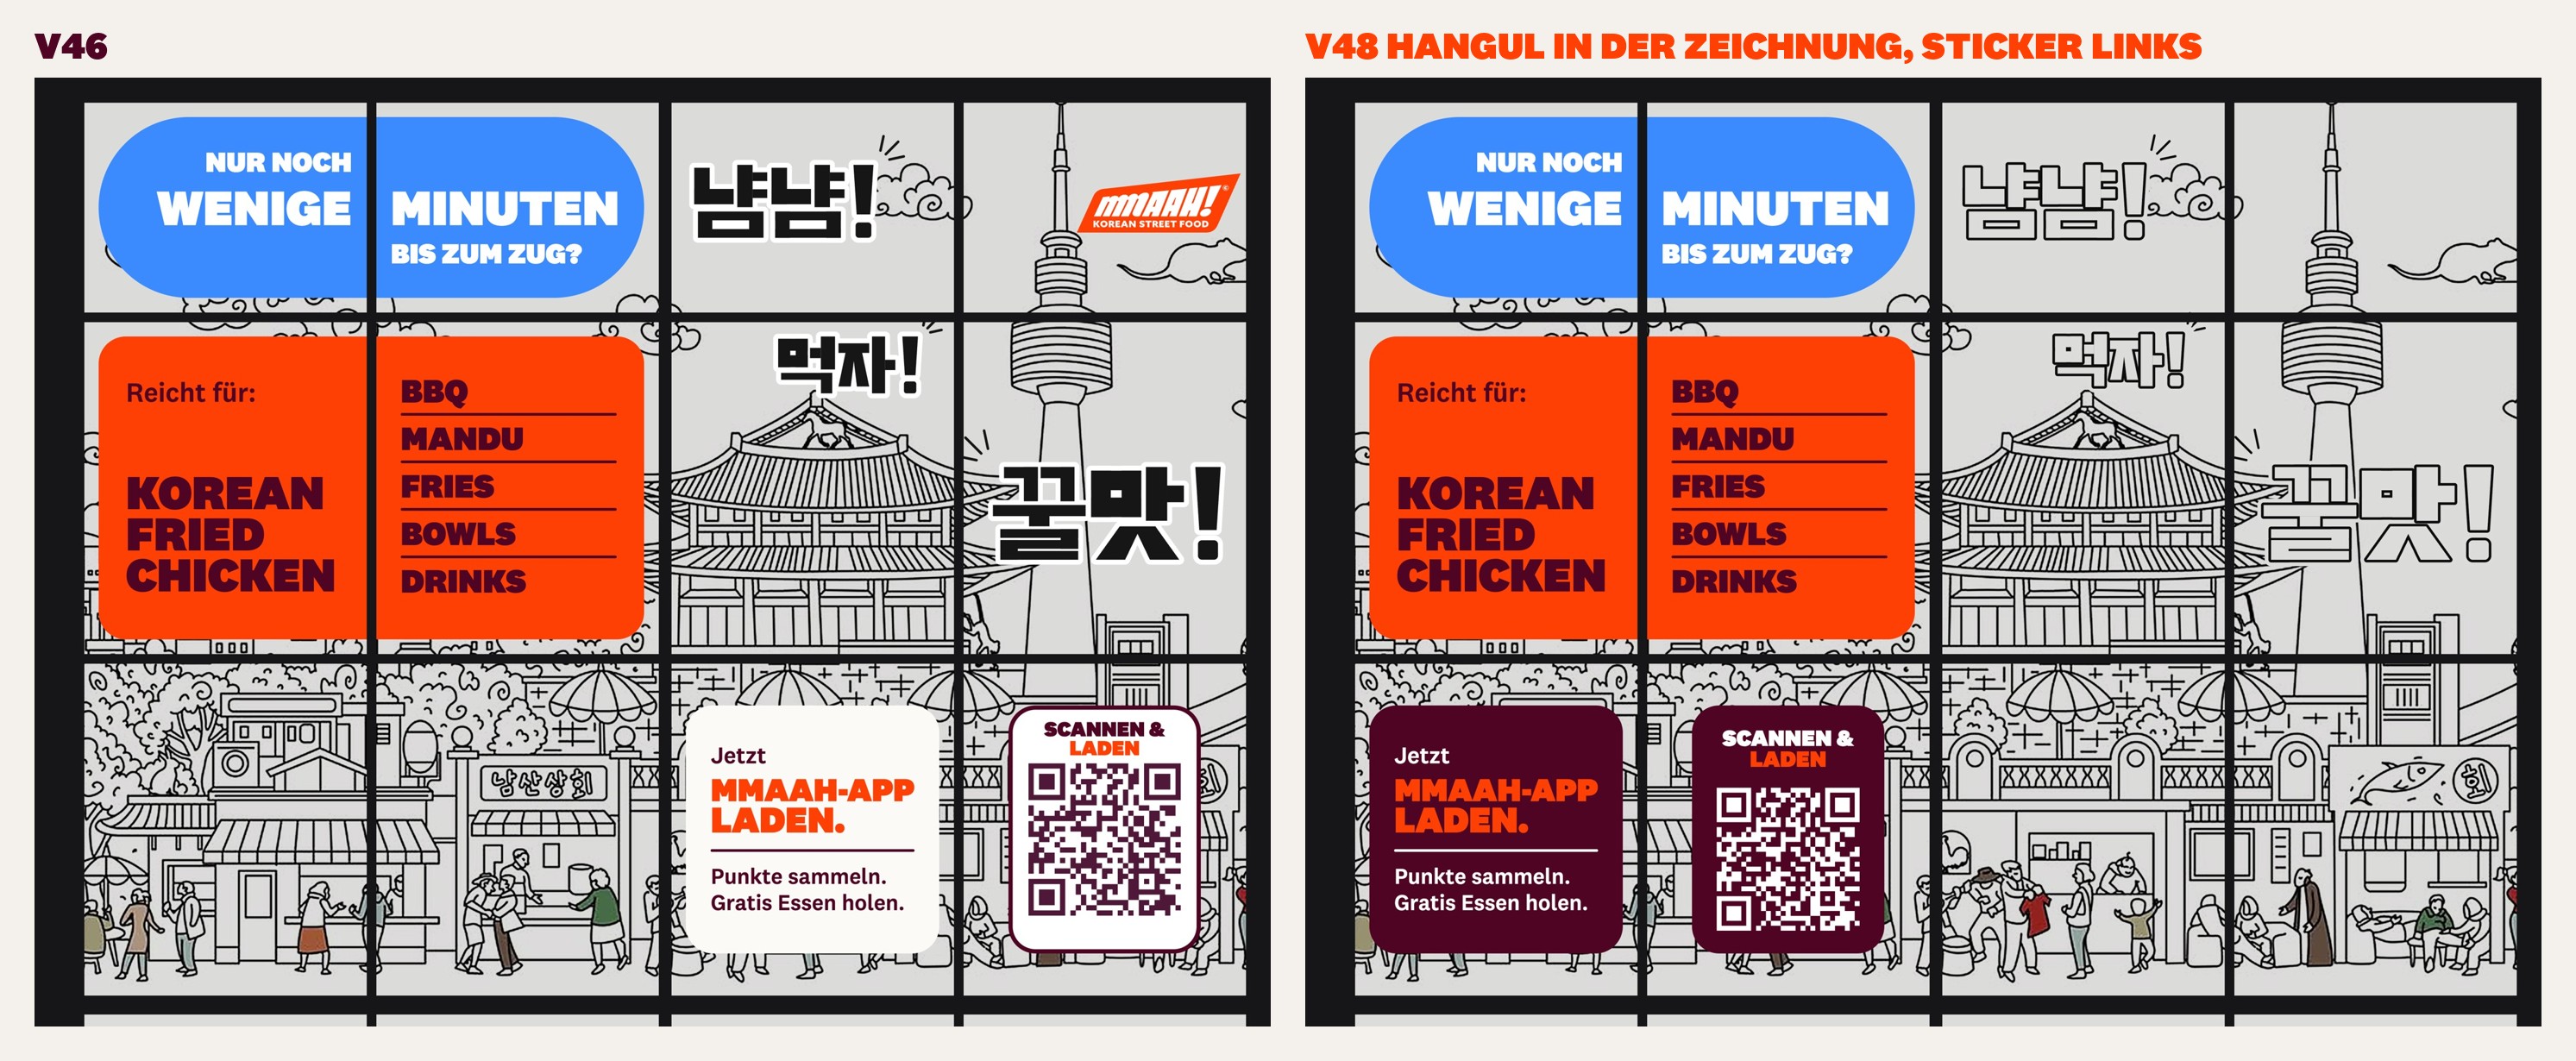 V46
NUR NOCH
WENIGE MINUTEN
BIS ZUM ZUG?
냠냠!
mmAAH!®
KOREAN STREET FOOD
먹자!
꿀맛!
Reicht für:
KOREAN
FRIED
CHICKEN
BBQ
MANDU
FRIES
BOWLS
DRINKS
남산상회
Jetzt
MMAAH-APP
LADEN.
Punkte sammeln.
Gratis Essen holen.
SCANNEN &
LADEN
회
V48 HANGUL IN DER ZEICHNUNG, STICKER LINKS
NUR NOCH
WENIGE MINUTEN
BIS ZUM ZUG?
냠냠!
먹자!
꿀맛!
Reicht für:
KOREAN
FRIED
CHICKEN
BBQ
MANDU
FRIES
BOWLS
DRINKS
Jetzt
MMAAH-APP
LADEN.
Punkte sammeln.
Gratis Essen holen.
SCANNEN &
LADEN
회